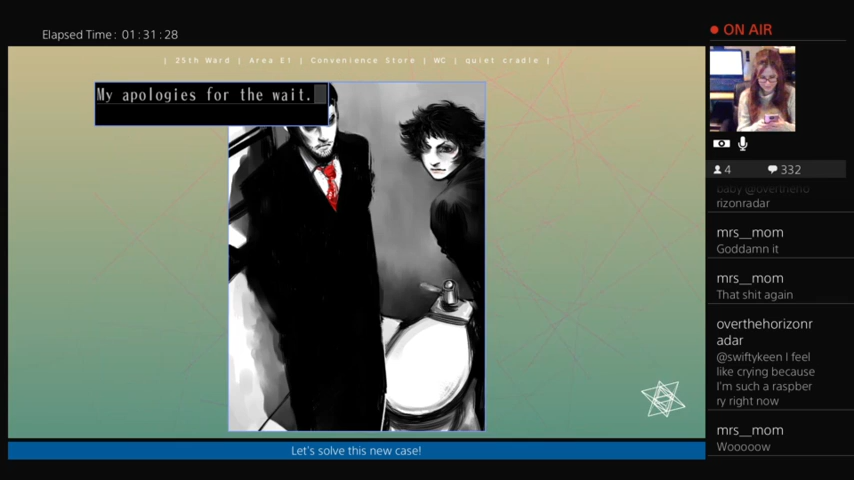 Elapsed Time: 01:31:28
ON AIR
| 25th Ward | Area E1 | Convenience Store | WC | quiet cradle |
My apologies for the wait.
4 332
baby @overtheho
rizonradar
mrs__mom
Goddamn it
mrs__mom
That shit again
overthehorizonr
adar
@swiftykeen I feel
like crying because
I'm such a raspber
ry right now
mrs__mom
Wooooow
Let's solve this new case!